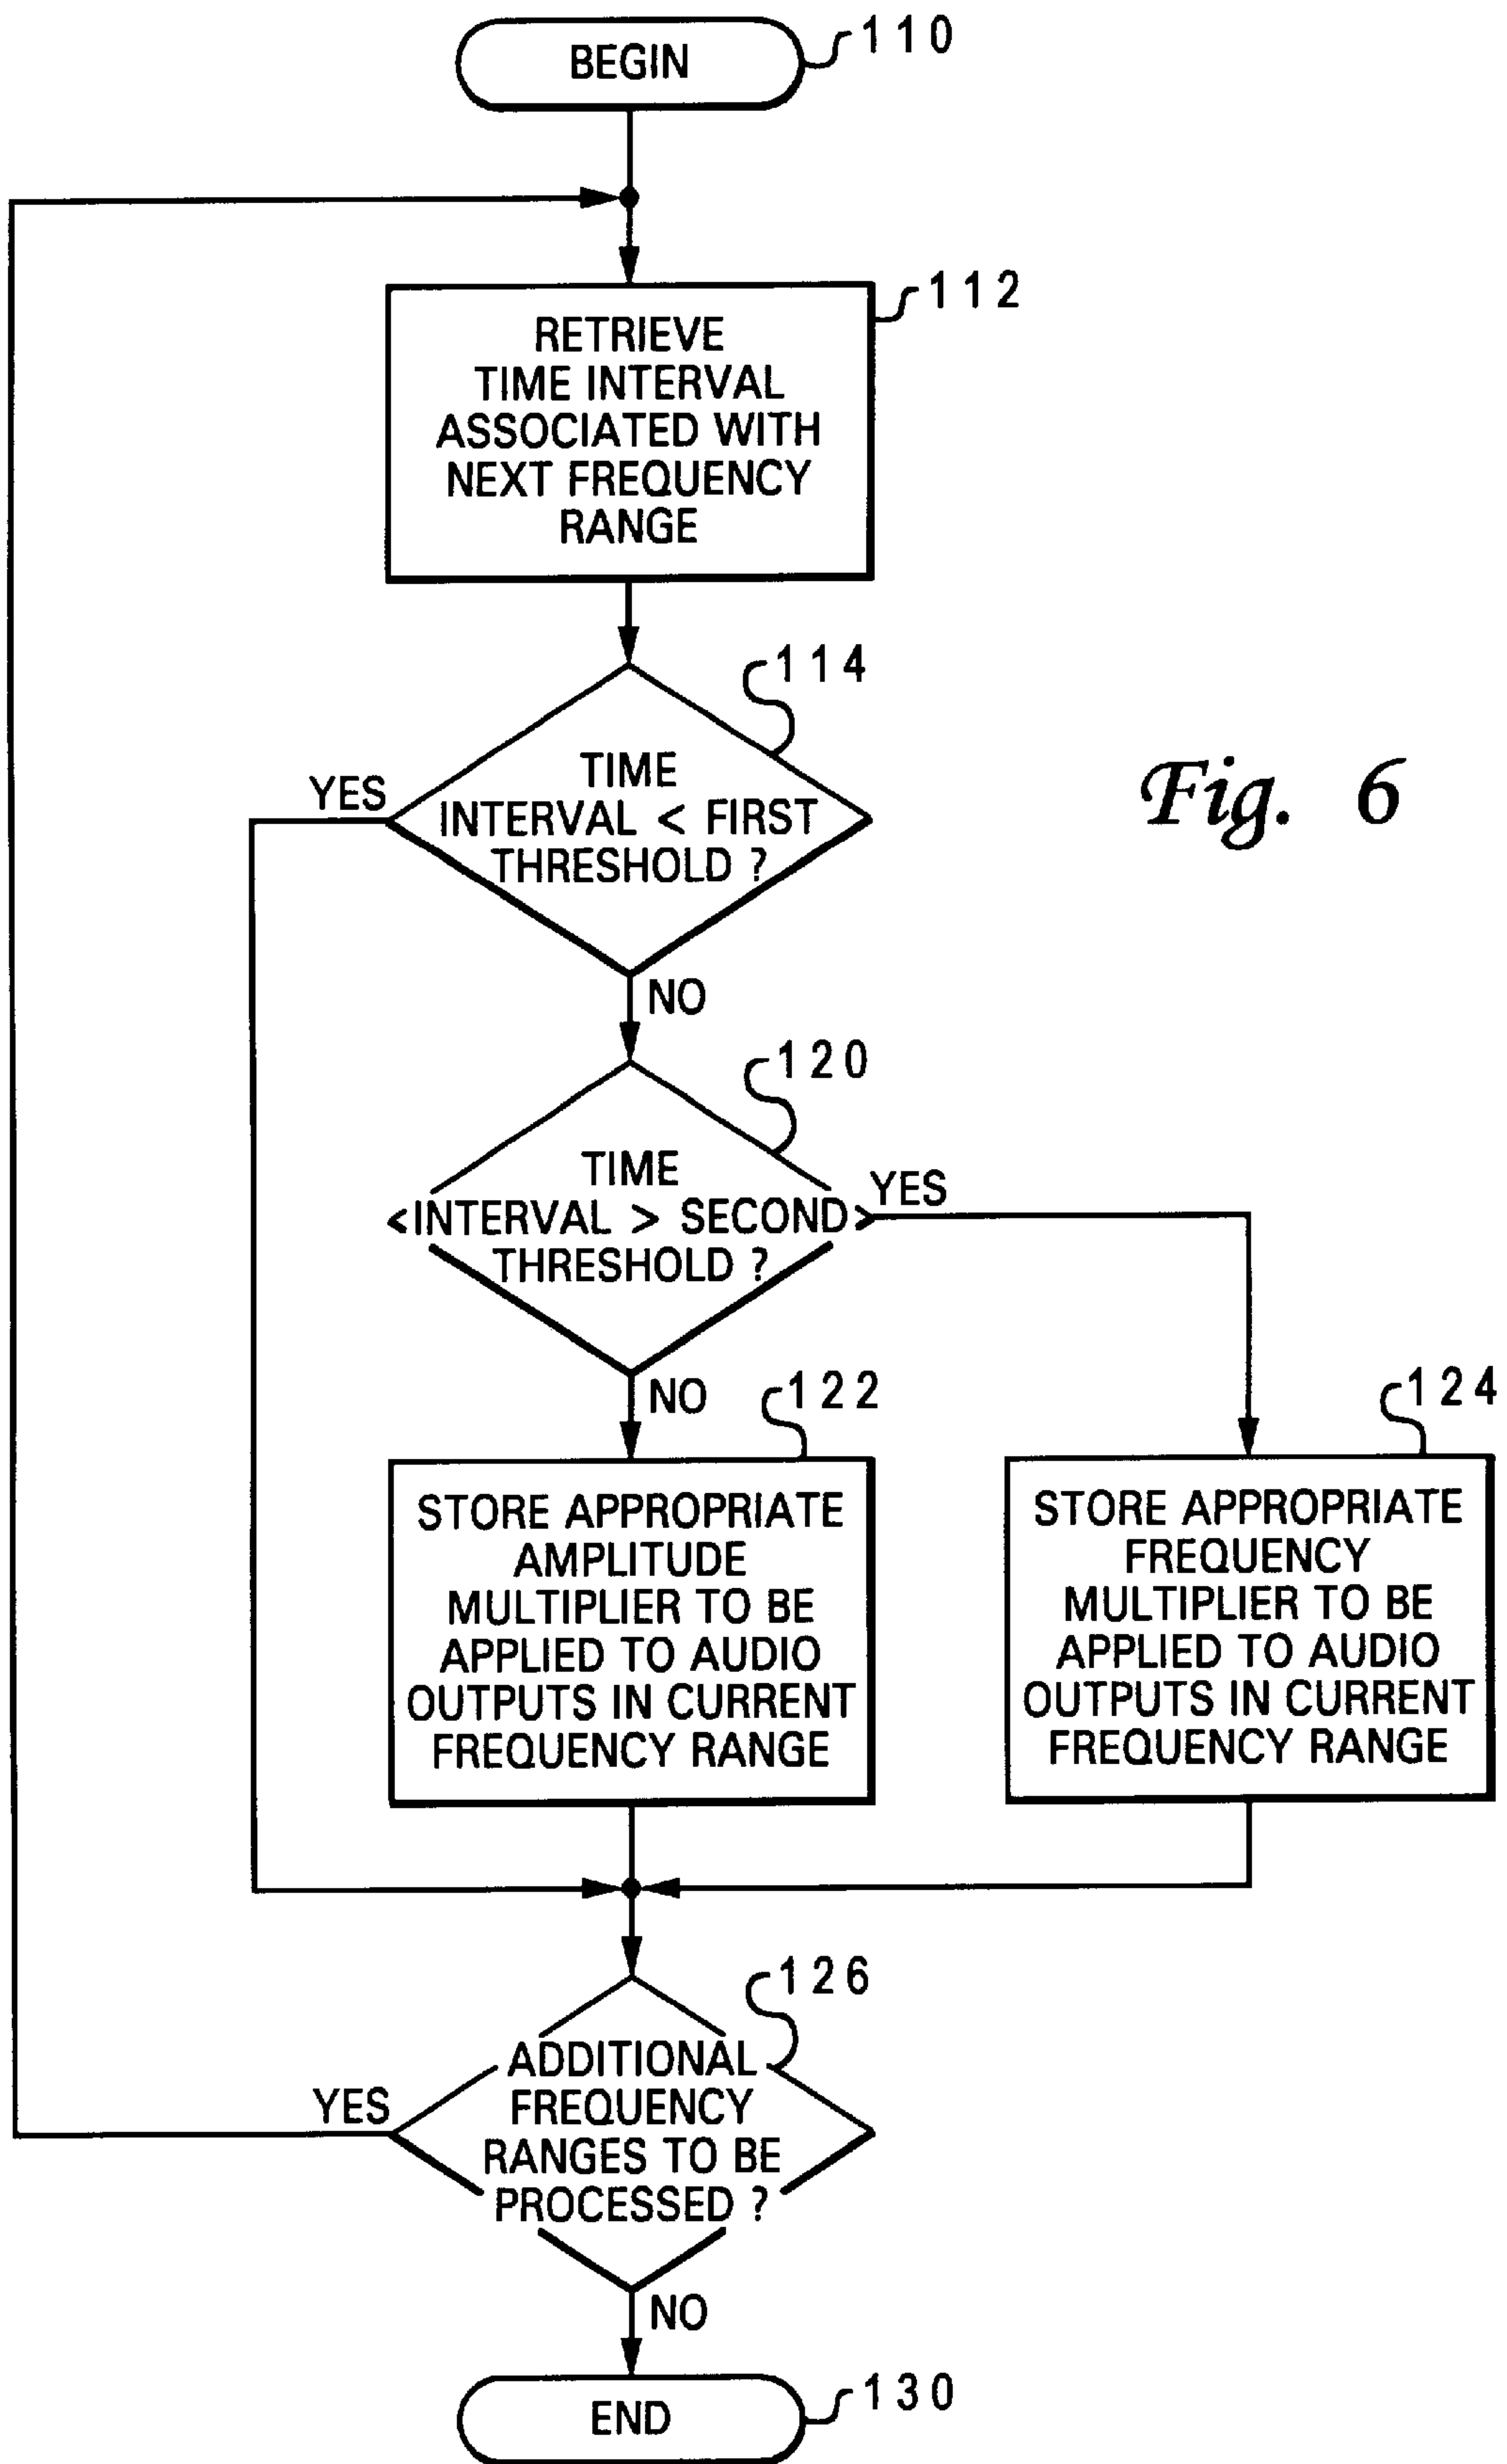 BEGIN
110
112
RETRIEVE
TIME INTERVAL
ASSOCIATED WITH
NEXT FREQUENCY
RANGE
114
TIME
INTERVAL < FIRST
THRESHOLD ?
YES
Fig. 6
NO
120
TIME
INTERVAL > SECOND
THRESHOLD ?
YES
NO
122
STORE APPROPRIATE
AMPLITUDE
MULTIPLIER TO BE
APPLIED TO AUDIO
OUTPUTS IN CURRENT
FREQUENCY RANGE
124
STORE APPROPRIATE
FREQUENCY
MULTIPLIER TO BE
APPLIED TO AUDIO
OUTPUTS IN CURRENT
FREQUENCY RANGE
126
ADDITIONAL
FREQUENCY
RANGES TO BE
PROCESSED ?
YES
NO
END
130